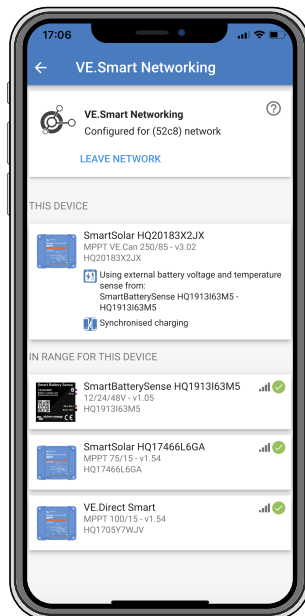 17:06
VE.Smart Networking
VE.Smart Networking
Configured for (52c8) network
LEAVE NETWORK
THIS DEVICE
SmartSolar HQ20183X2JX
MPPT VE.Can 250/85 - v3.02
HQ20183X2JX
Using external battery voltage and temperature
sense from:
SmartBatterySense HQ1913I63M5 -
HQ1913I63M5
Synchronised charging
IN RANGE FOR THIS DEVICE
Smart Battery Sense
SmartBatterySense HQ1913I63M5
12/24/48V - v1.05
HQ1913I63M5
SmartSolar HQ17466L6GA
MPPT 75/15 - v1.54
HQ17466L6GA
VE.Direct Smart
MPPT 100/15 - v1.54
HQ1705Y7WJV